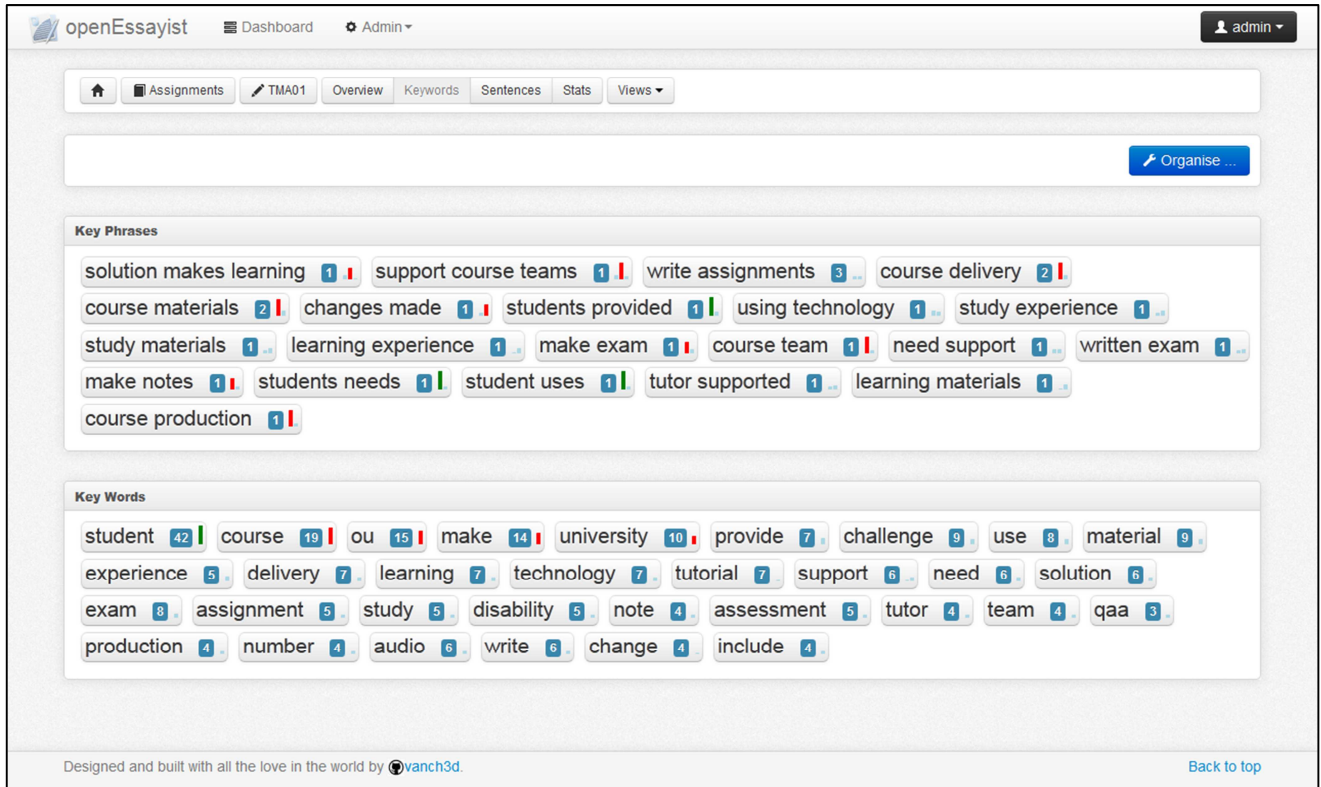 openEssayist Dashboard Admin admin
Assignments TMA01 Overview Keywords Sentences Stats Views
Organise ...
Key Phrases
solution makes learning 1 support course teams 1 write assignments 3 course delivery 2
course materials 2 changes made 1 students provided 1 using technology 1 study experience 1
study materials 1 learning experience 1 make exam 1 course team 1 need support 1 written exam 1
make notes 1 students needs 1 student uses 1 tutor supported 1 learning materials 1
course production 1
Key Words
student 42 course 19 ou 15 make 14 university 10 provide 7 challenge 9 use 8 material 9
experience 5 delivery 7 learning 7 technology 7 tutorial 7 support 6 need 6 solution 6
exam 8 assignment 5 study 5 disability 5 note 4 assessment 5 tutor 4 team 4 qaa 3
production 4 number 4 audio 6 write 6 change 4 include 4
Designed and built with all the love in the world by vanch3d. Back to top